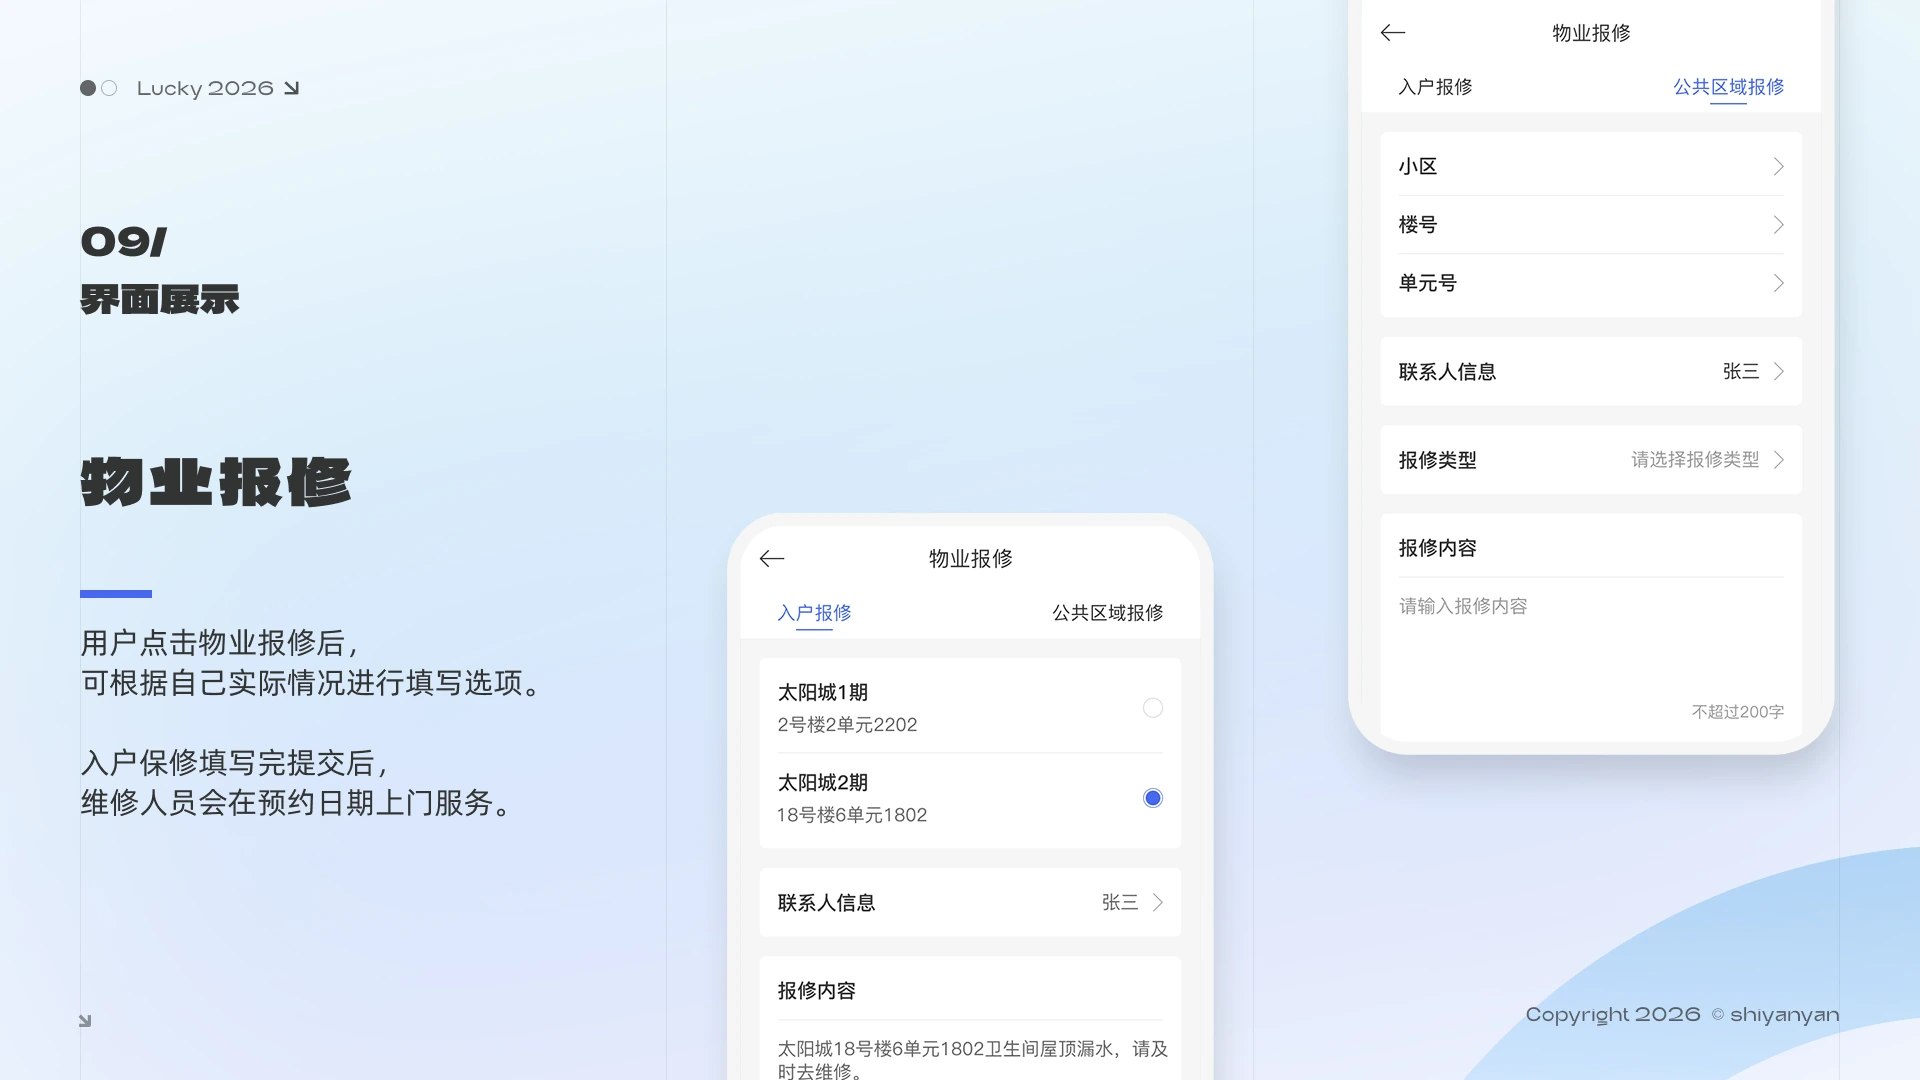 Lucky 2026
09/
界面展示
物业报修
用户点击物业报修后，
可根据自己实际情况进行填写选项。
入户保修填写完提交后，
维修人员会在预约日期上门服务。
物业报修
入户报修
公共区域报修
太阳城1期
2号楼2单元2202
太阳城2期
18号楼6单元1802
联系人信息
张三
报修内容
太阳城18号楼6单元1802卫生间屋顶漏水，请及
时去维修。
物业报修
入户报修
公共区域报修
小区
楼号
单元号
联系人信息
张三
报修类型
请选择报修类型
报修内容
请输入报修内容
不超过200字
Copyright 2026 © shiyanyan